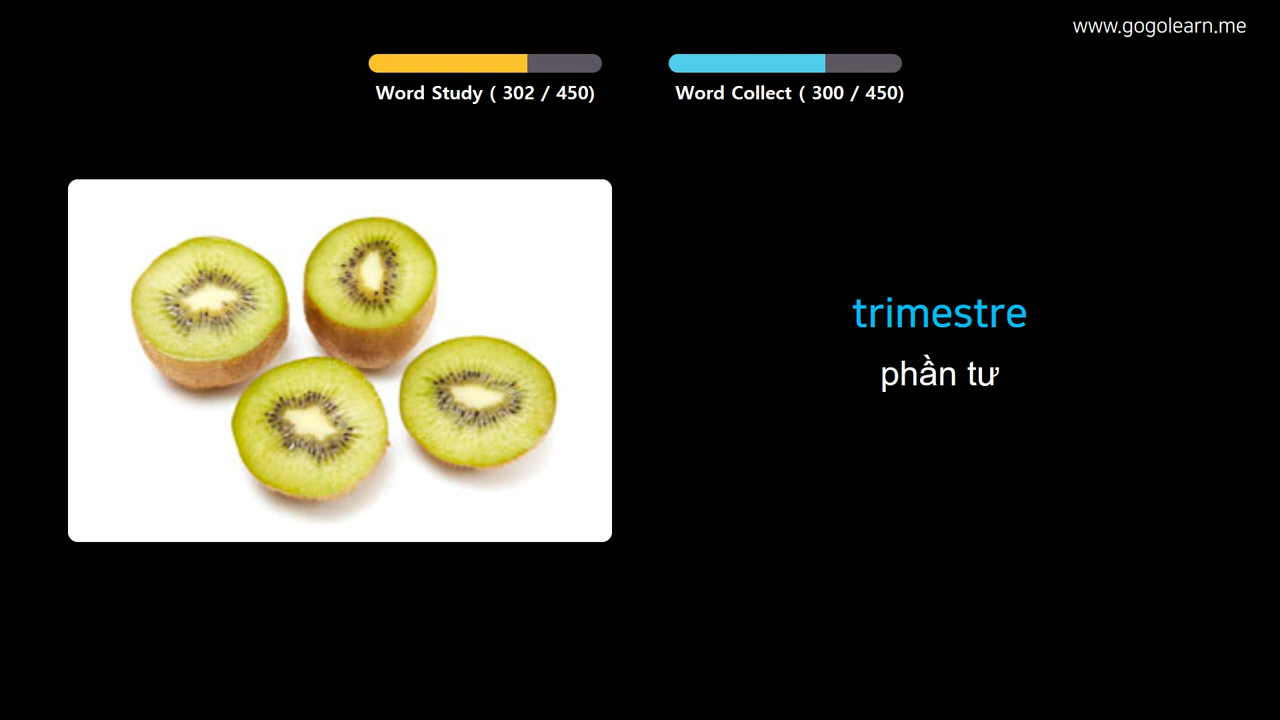 www.gogolearn.me
Word Study ( 302 / 450)
Word Collect ( 300 / 450)
trimestre
phần tư